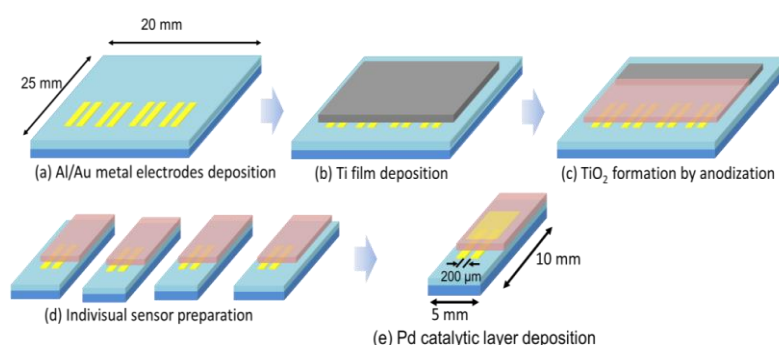 20 mm
25 mm
(a) Al/Au metal electrodes deposition
(b) Ti film deposition
(c) TiO₂ formation by anodization
(d) Indivisual sensor preparation
200 µm
10 mm
5 mm
(e) Pd catalytic layer deposition